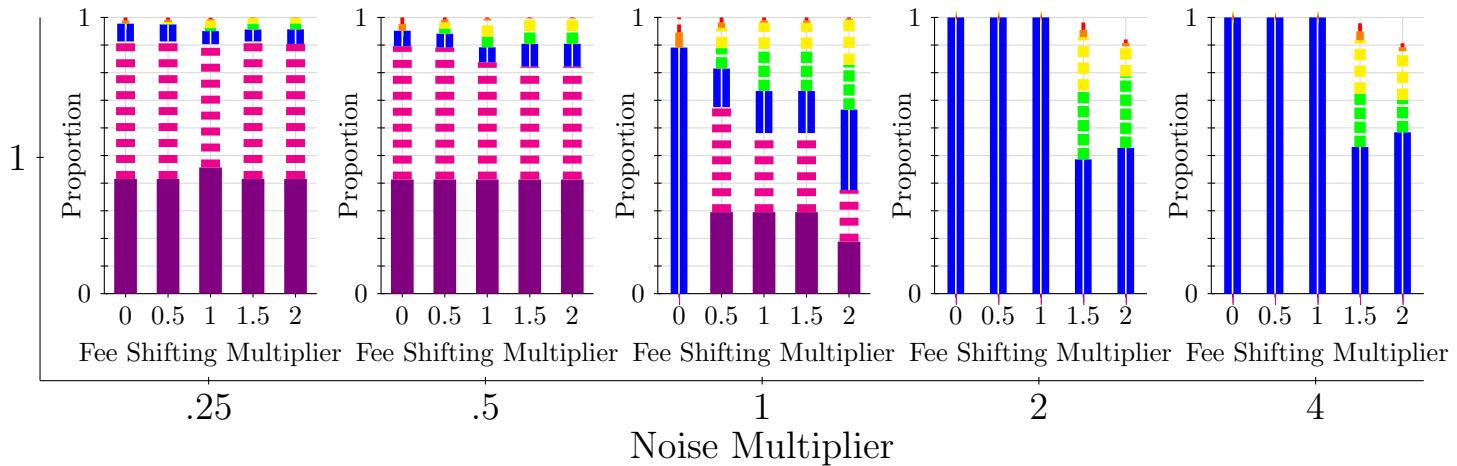 1 1 1 1 1
Proportion Proportion Proportion Proportion Proportion
1
0 0 0 0 0
0 0.5 1 1.5 2 0 0.5 1 1.5 2 0 0.5 1 1.5 2 0 0.5 1 1.5 2 0 0.5 1 1.5 2
Fee Shifting Multiplier Fee Shifting Multiplier Fee Shifting Multiplier Fee Shifting Multiplier Fee Shifting Multiplier
.25 .5 1 2 4
Noise Multiplier